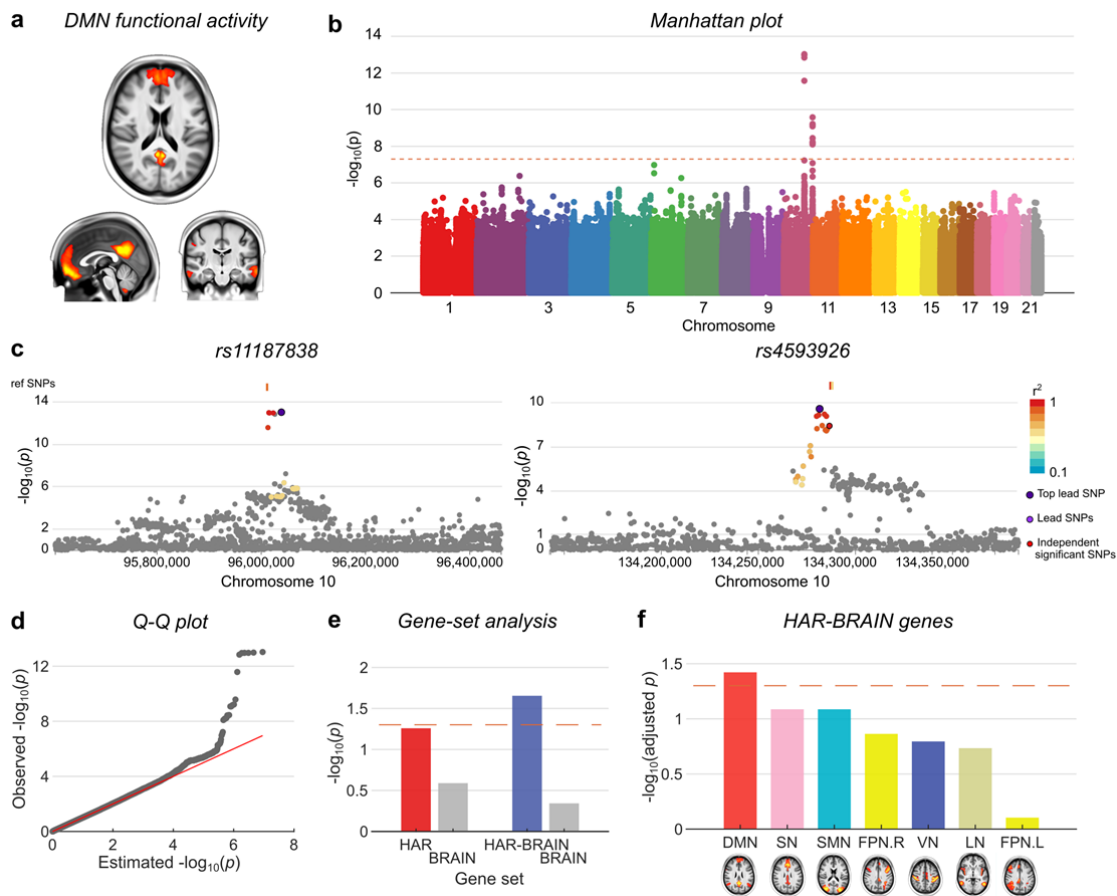 a
DMN functional activity
b
Manhattan plot
14
12
10
8
6
4
2
0
-log10(p)
1
3
5
7
9
11
13
15
17
19
21
Chromosome
c
rs11187838
ref SNPs
14
10
6
2
0
-log10(p)
95,800,000
96,000,000
96,200,000
96,400,000
Chromosome 10
rs4593926
10
7
4
1
0
-log10(p)
134,200,000
134,250,000
134,300,000
134,350,000
Chromosome 10
r2
1
0.1
Top lead SNP
Lead SNPs
Independent
significant SNPs
d
Q-Q plot
12
8
4
0
Observed -log10(p)
0
2
4
6
8
Estimated -log10(p)
e
Gene-set analysis
2
1.5
1
0.5
0
-log10(p)
HAR
BRAIN
HAR-BRAIN
BRAIN
Gene set
f
HAR-BRAIN genes
1.5
1
0.5
0
-log10(adjusted p)
DMN
SN
SMN
FPN.R
VN
LN
FPN.L